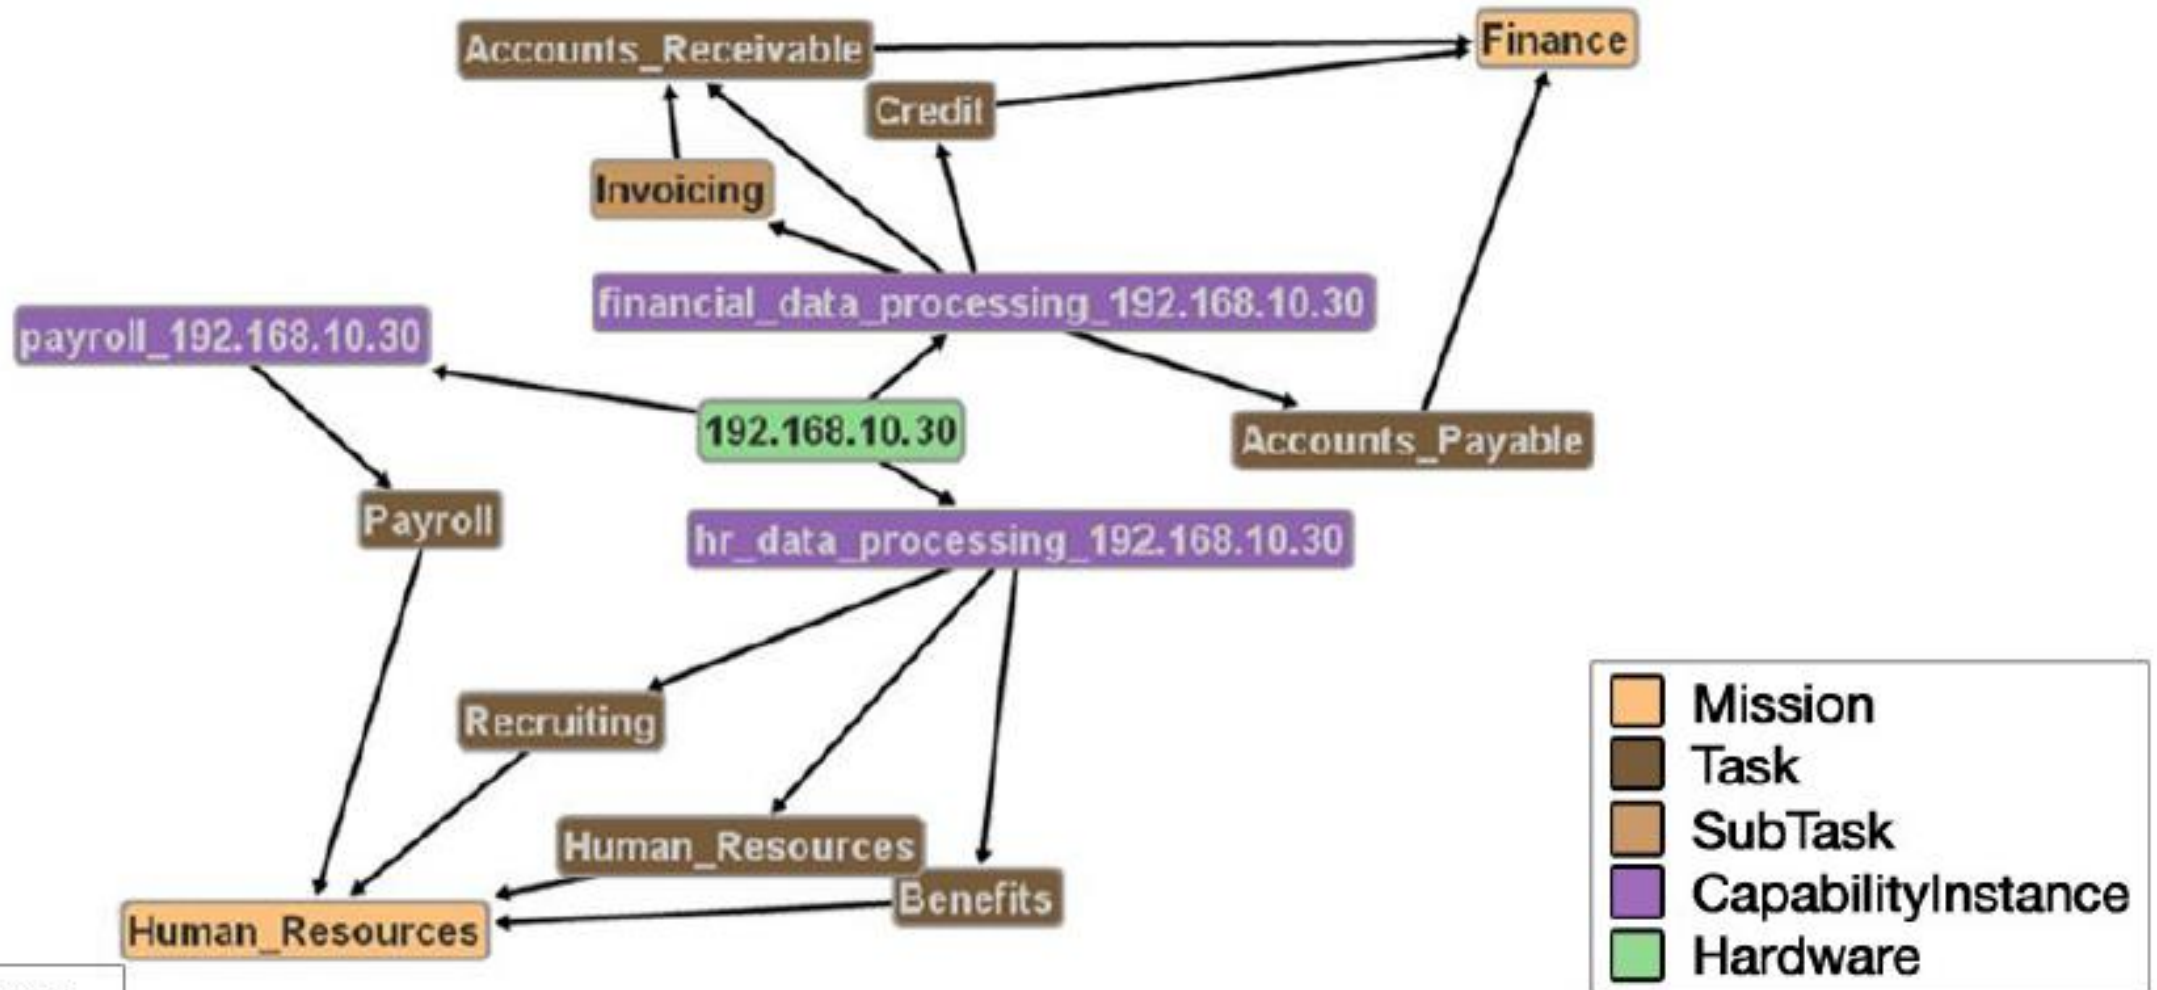 Accounts_Receivable
Finance
Credit
Invoicing
financial_data_processing_192.168.10.30
payroll_192.168.10.30
192.168.10.30
Accounts_Payable
Payroll
hr_data_processing_192.168.10.30
Recruiting
Human_Resources
Benefits
Human_Resources
Mission
Task
SubTask
CapabilityInstance
Hardware